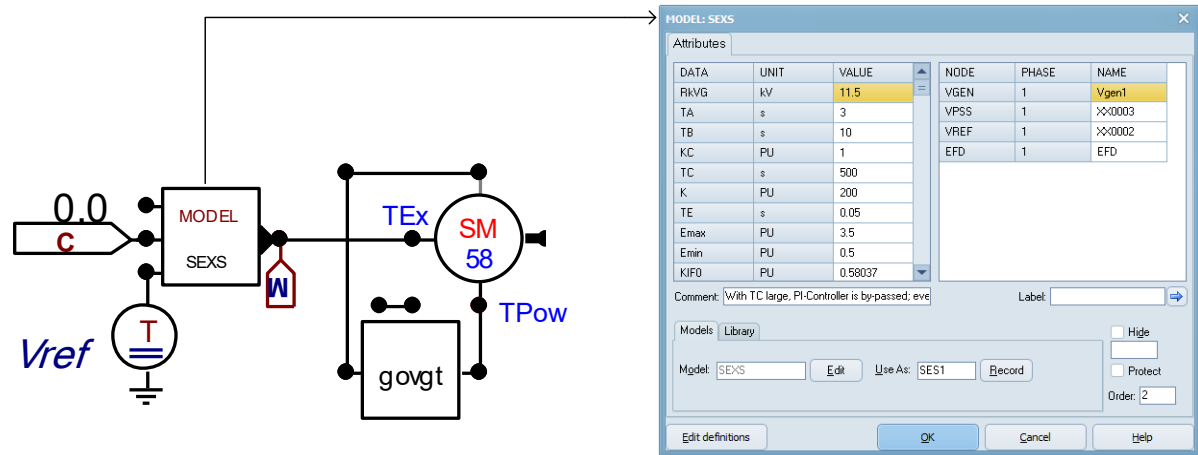 0.0
C
MODEL
SEXS
M
Vref
T
TEx
SM
58
TPow
govgt
MODEL: SEXS
Attributes
DATA UNIT VALUE
RkVG kV 11.5
TA s 3
TB s 10
KC PU 1
TC s 500
K PU 200
TE s 0.05
Emax PU 3.5
Emin PU 0.5
KIF0 PU 0.58037
NODE PHASE NAME
VGEN 1 Vgen1
VPSS 1 XX0003
VREF 1 XX0002
EFD 1 EFD
Comment: With TC large, PI-Controller is by-passed; eve
Label:
Models Library
Model: SEXS Edit Use As: SES1 Record
Hide
Protect
Order: 2
Edit definitions OK Cancel Help